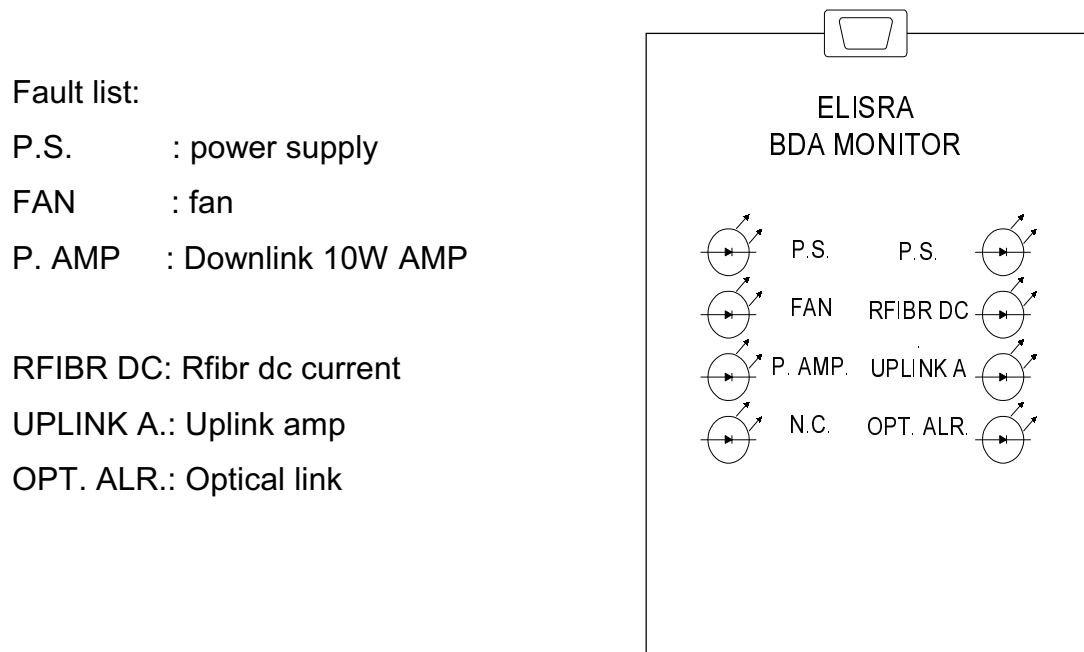 Fault list:
P.S. : power supply
FAN : fan
P. AMP : Downlink 10W AMP
RFIBR DC: Rfibr dc current
UPLINK A.: Uplink amp
OPT. ALR.: Optical link
ELISRA
BDA MONITOR
P.S. P.S.
FAN RFIBR DC
P. AMP. UPLINK A
N.C. OPT. ALR.